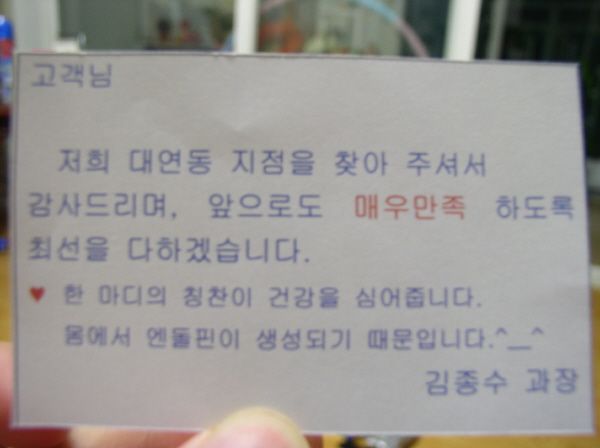 고객님
저희 대연동 지점을 찾아 주셔서
감사드리며, 앞으로도 매우만족 하도록
최선을 다하겠습니다.
♥ 한 마디의 칭찬이 건강을 심어줍니다.
몸에서 엔돌핀이 생성되기 때문입니다.^__^
김종수 과장